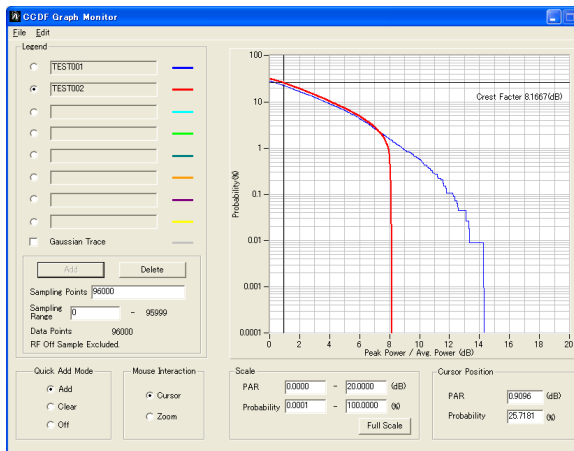 CCDF Graph Monitor
File Edit
Legend
TEST001
TEST002
Gaussian Trace
Add Delete
Sampling Points 96000
Sampling Range 0 - 95999
Data Points 96000
RF Off Sample Excluded.
Quick Add Mode
Add
Clear
Off
Mouse Interaction
Cursor
Zoom
Crest Facter 8.1667(dB)
Probability(%)
100
10
1
0.1
0.01
0.001
0.0001
0 2 4 6 8 10 12 14 16 18 20
Peak Power / Avg. Power (dB)
Scale
PAR 0.0000 - 20.0000 (dB)
Probability 0.0001 - 100.0000 (%)
Full Scale
Cursor Position
PAR 0.9096 (dB)
Probability 25.7181 (%)